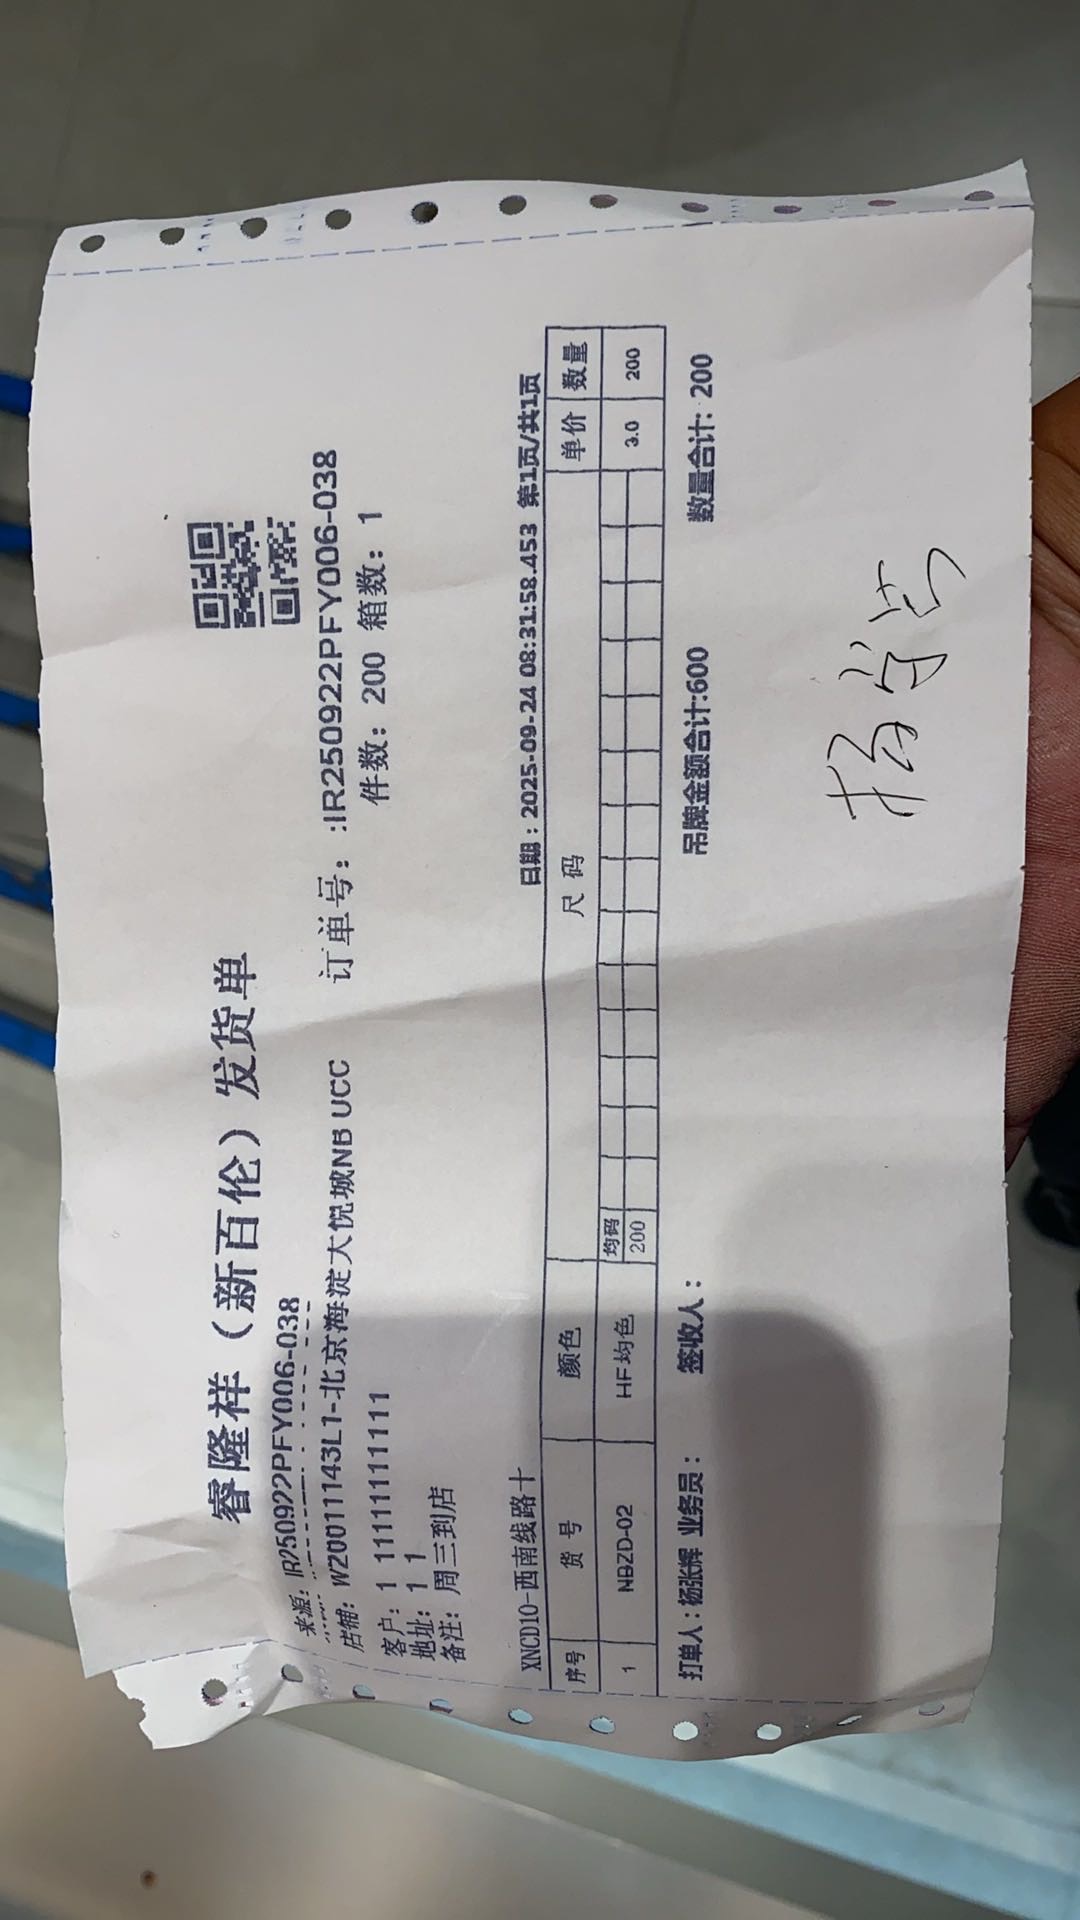 睿隆祥（新百伦）发货单
来源: IR250922PFY006-038
店铺: W20011143L1-北京海淀大悦城NB UCC
订单号: :IR250922PFY006-038
客户: 1 11111111111
件数: 200 箱数: 1
地址: 1 1
备注: 周三到店
XNCD10-西南线路十
日期：2025-09-24 08:31:58.453 第1页/共1页
序号 货号 颜色 尺码 单价 数量
均码
1 NBZD-02 HF均色 200 3.0 200
打单人：杨张辉 业务员： 签收人： 吊牌金额合计:600 数量合计: 200